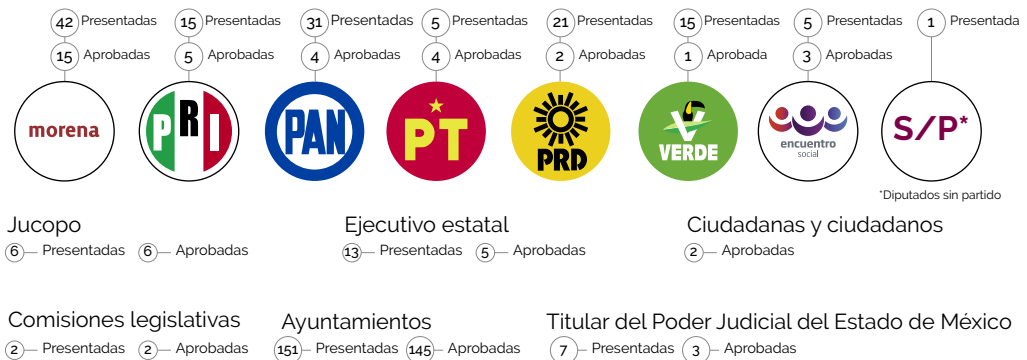 42 Presentadas 15 Presentadas 31 Presentadas 5 Presentadas 21 Presentadas 15 Presentadas 5 Presentadas 1 Presentada
15 Aprobadas 5 Aprobadas 4 Aprobadas 4 Aprobadas 2 Aprobadas 1 Aprobada 3 Aprobadas
morena PRI PAN PT PRD VERDE encuentro social S/P*
*Diputados sin partido
Jucopo Ejecutivo estatal Ciudadanas y ciudadanos
6 Presentadas 6 Aprobadas 13 Presentadas 5 Aprobadas 2 Aprobadas
Comisiones legislativas Ayuntamientos Titular del Poder Judicial del Estado de México
2 Presentadas 2 Aprobadas 151 Presentadas 145 Aprobadas 7 Presentadas 3 Aprobadas